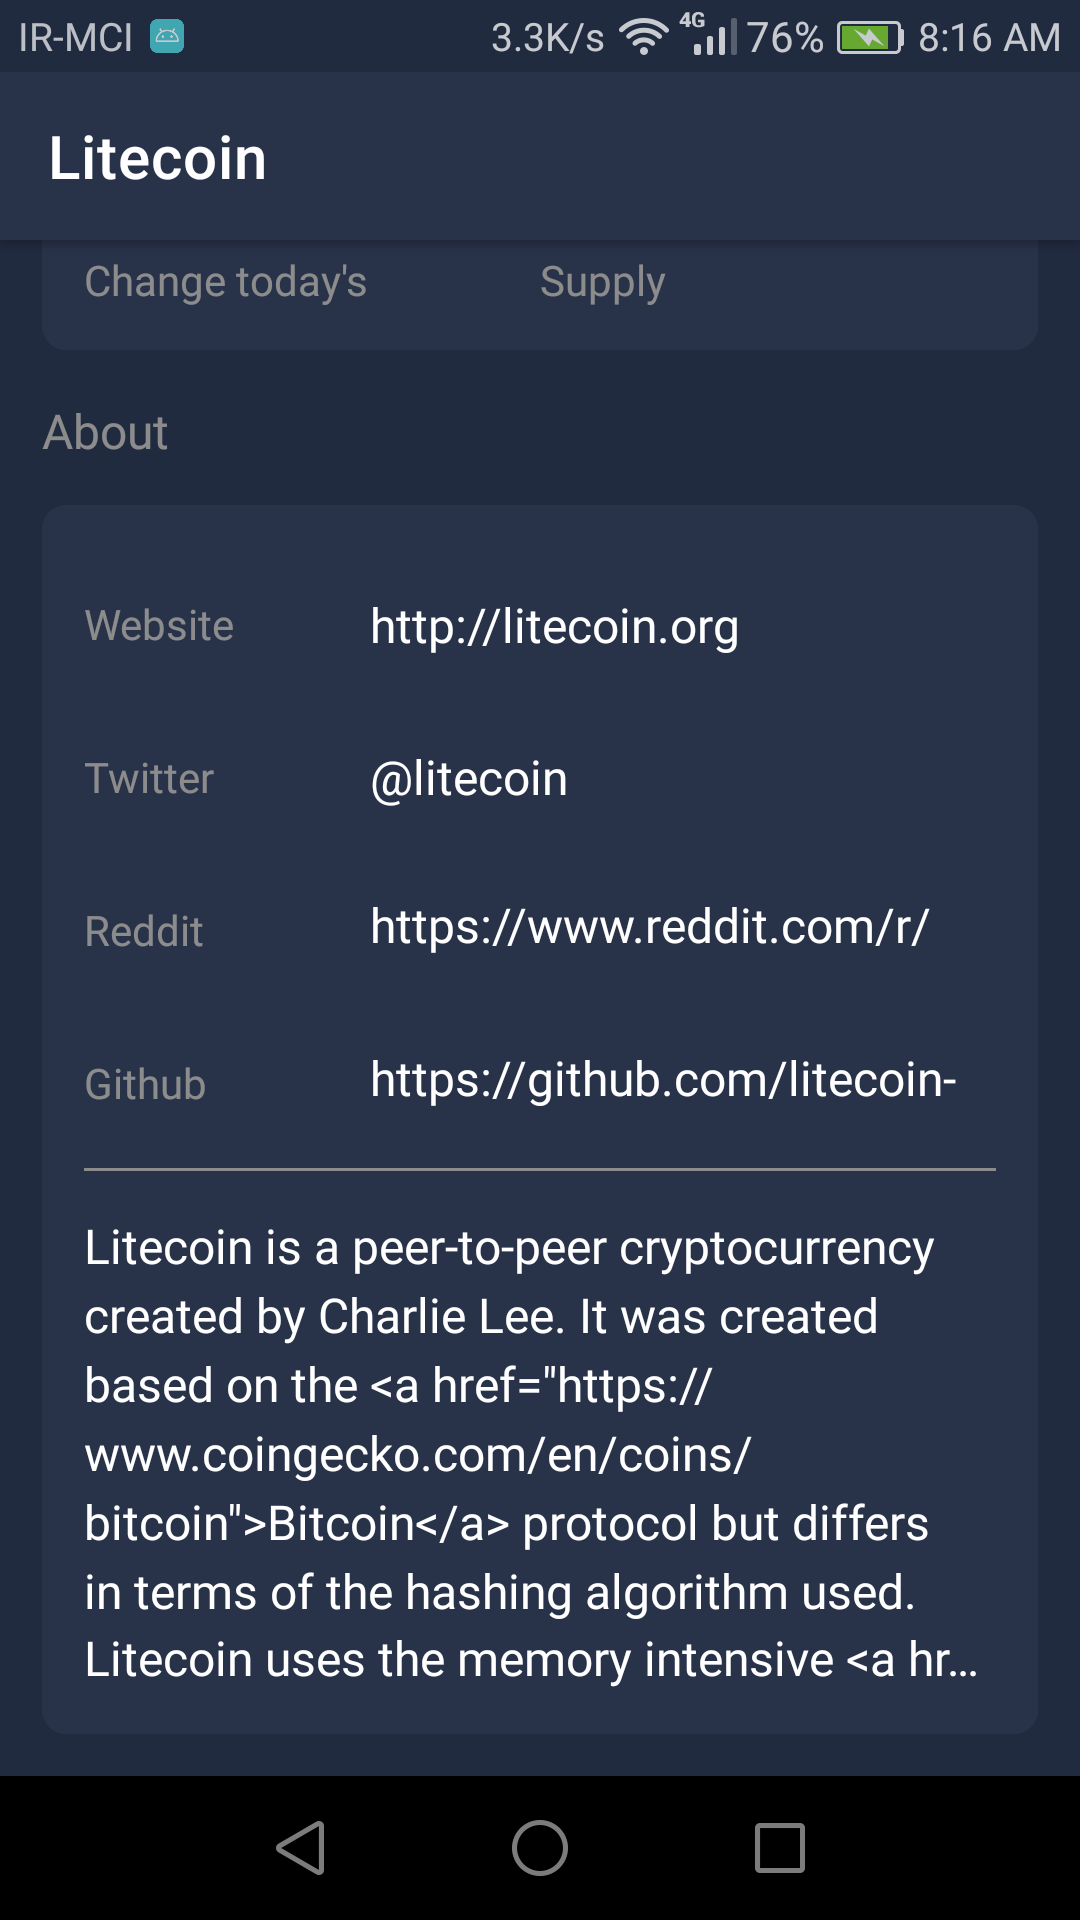 IR-MCI 3.3K/s 4G 76% 8:16 AM
Litecoin
Change today's Supply
About
Website http://litecoin.org
Twitter @litecoin
Reddit https://www.reddit.com/r/
Github https://github.com/litecoin-
Litecoin is a peer-to-peer cryptocurrency
created by Charlie Lee. It was created
based on the <a href="https://
www.coingecko.com/en/coins/
bitcoin">Bitcoin</a> protocol but differs
in terms of the hashing algorithm used.
Litecoin uses the memory intensive <a hr...